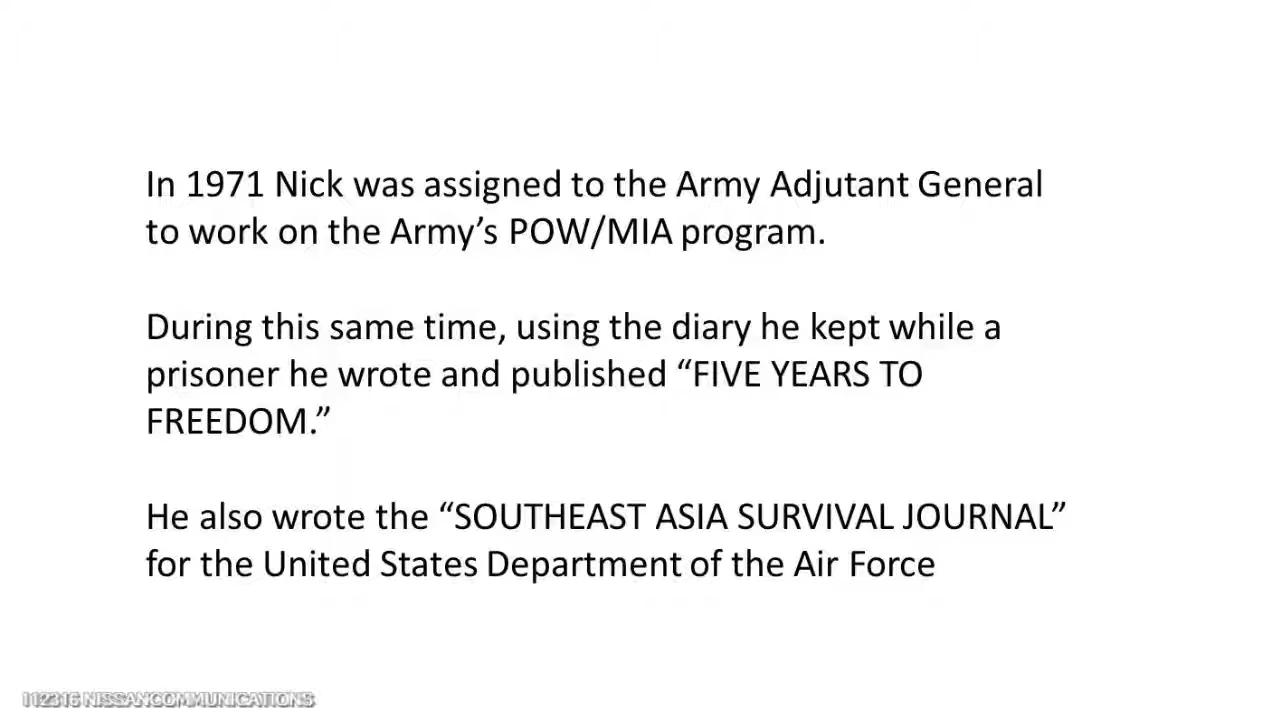 In 1971 Nick was assigned to the Army Adjutant General
to work on the Army’s POW/MIA program.
During this same time, using the diary he kept while a
prisoner he wrote and published “FIVE YEARS TO
FREEDOM.”
He also wrote the “SOUTHEAST ASIA SURVIVAL JOURNAL”
for the United States Department of the Air Force
112316 NISSANCOMMUNICATIONS